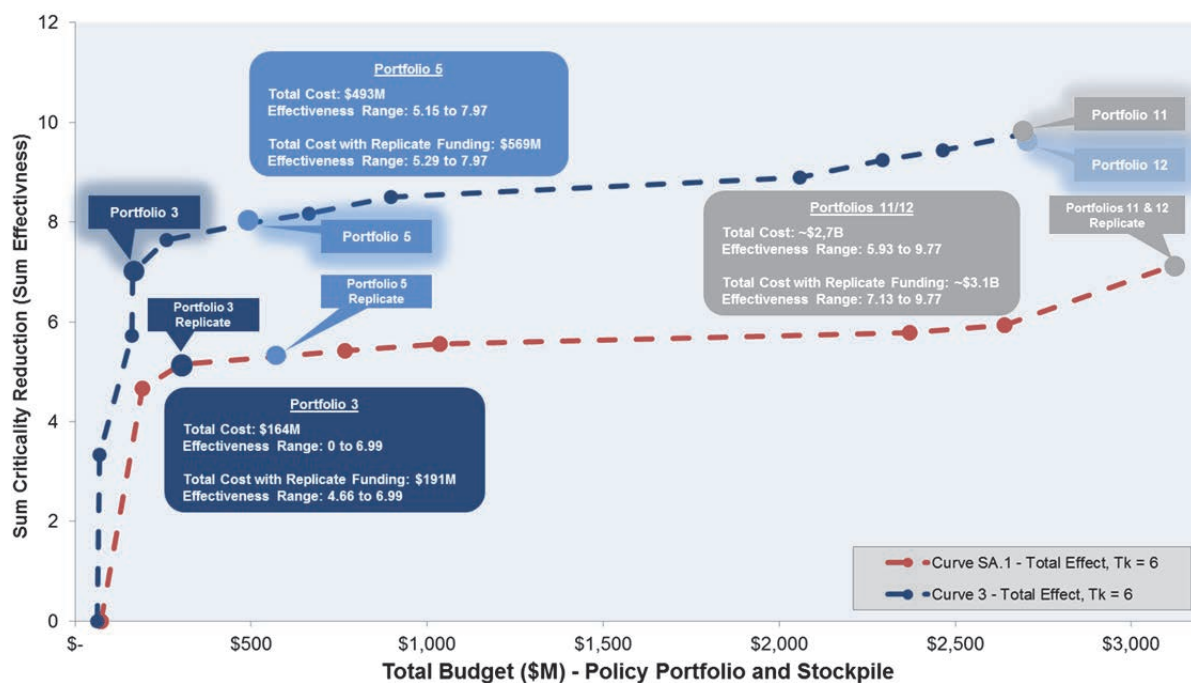 12
10
8
6
4
2
0
Sum Criticality Reduction (Sum Effectivness)
Portfolio 5
Total Cost: $493M
Effectiveness Range: 5.15 to 7.97
Total Cost with Replicate Funding: $569M
Effectiveness Range: 5.29 to 7.97
Portfolio 11
Portfolio 12
Portfolio 3
Portfolio 5
Portfolios 11/12
Total Cost: ~$2,7B
Effectiveness Range: 5.93 to 9.77
Total Cost with Replicate Funding: ~$3.1B
Effectiveness Range: 7.13 to 9.77
Portfolios 11 & 12
Replicate
Portfolio 3
Replicate
Portfolio 5
Replicate
Portfolio 3
Total Cost: $164M
Effectiveness Range: 0 to 6.99
Total Cost with Replicate Funding: $191M
Effectiveness Range: 4.66 to 6.99
Curve SA.1 - Total Effect, Tk = 6
Curve 3 - Total Effect, Tk = 6
$- $500 $1,000 $1,500 $2,000 $2,500 $3,000
Total Budget ($M) - Policy Portfolio and Stockpile